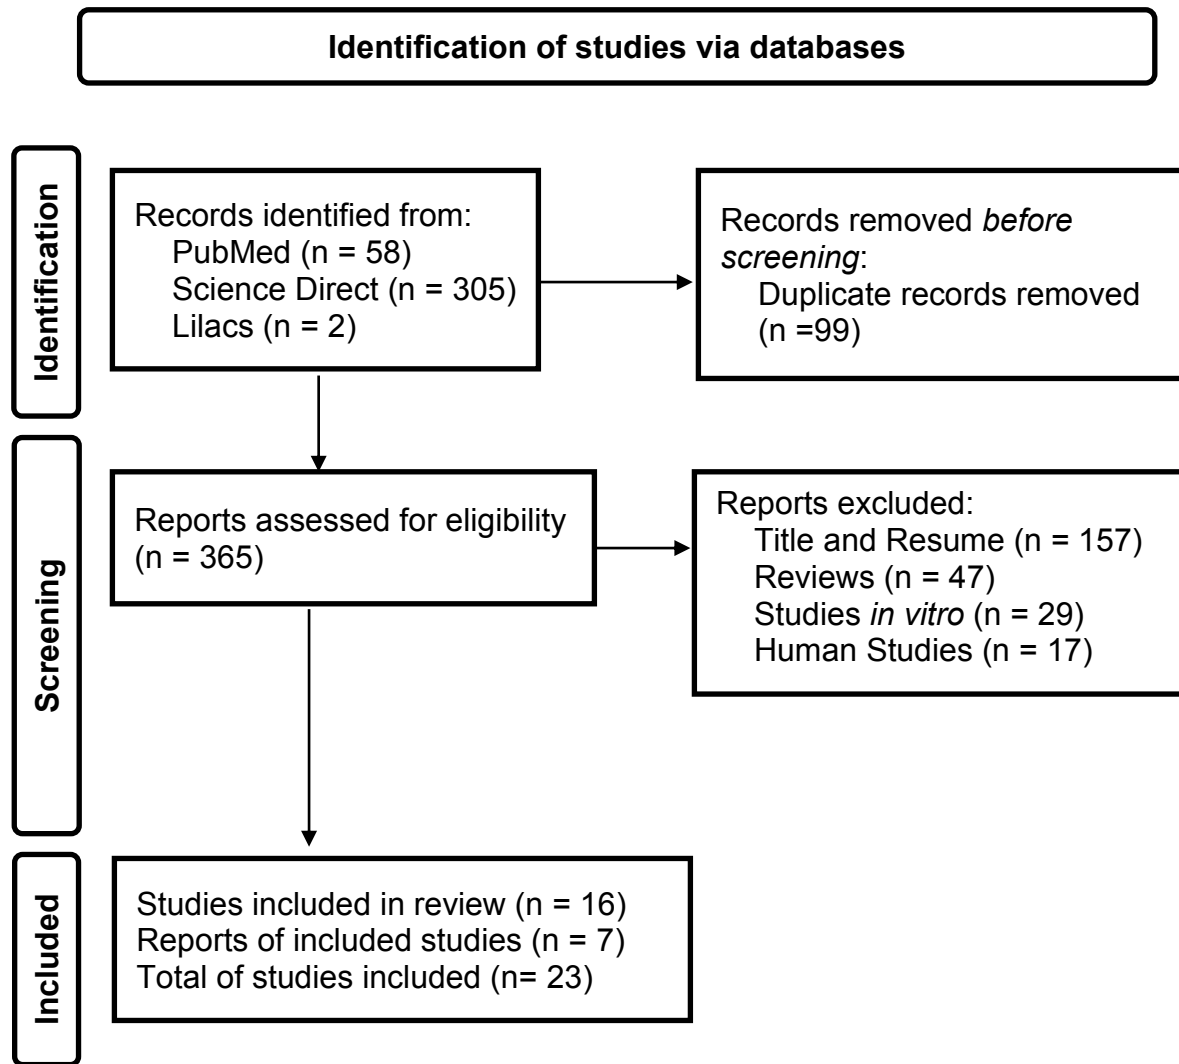 Identification of studies via databases
Identification
Records identified from:
PubMed (n = 58)
Science Direct (n = 305)
Lilacs (n = 2)
Records removed before
screening:
Duplicate records removed
(n =99)
Screening
Reports assessed for eligibility
(n = 365)
Reports excluded:
Title and Resume (n = 157)
Reviews (n = 47)
Studies in vitro (n = 29)
Human Studies (n = 17)
Included
Studies included in review (n = 16)
Reports of included studies (n = 7)
Total of studies included (n= 23)